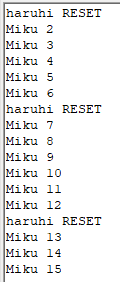 haruhi RESET
Miku 2
Miku 3
Miku 4
Miku 5
Miku 6
haruhi RESET
Miku 7
Miku 8
Miku 9
Miku 10
Miku 11
Miku 12
haruhi RESET
Miku 13
Miku 14
Miku 15